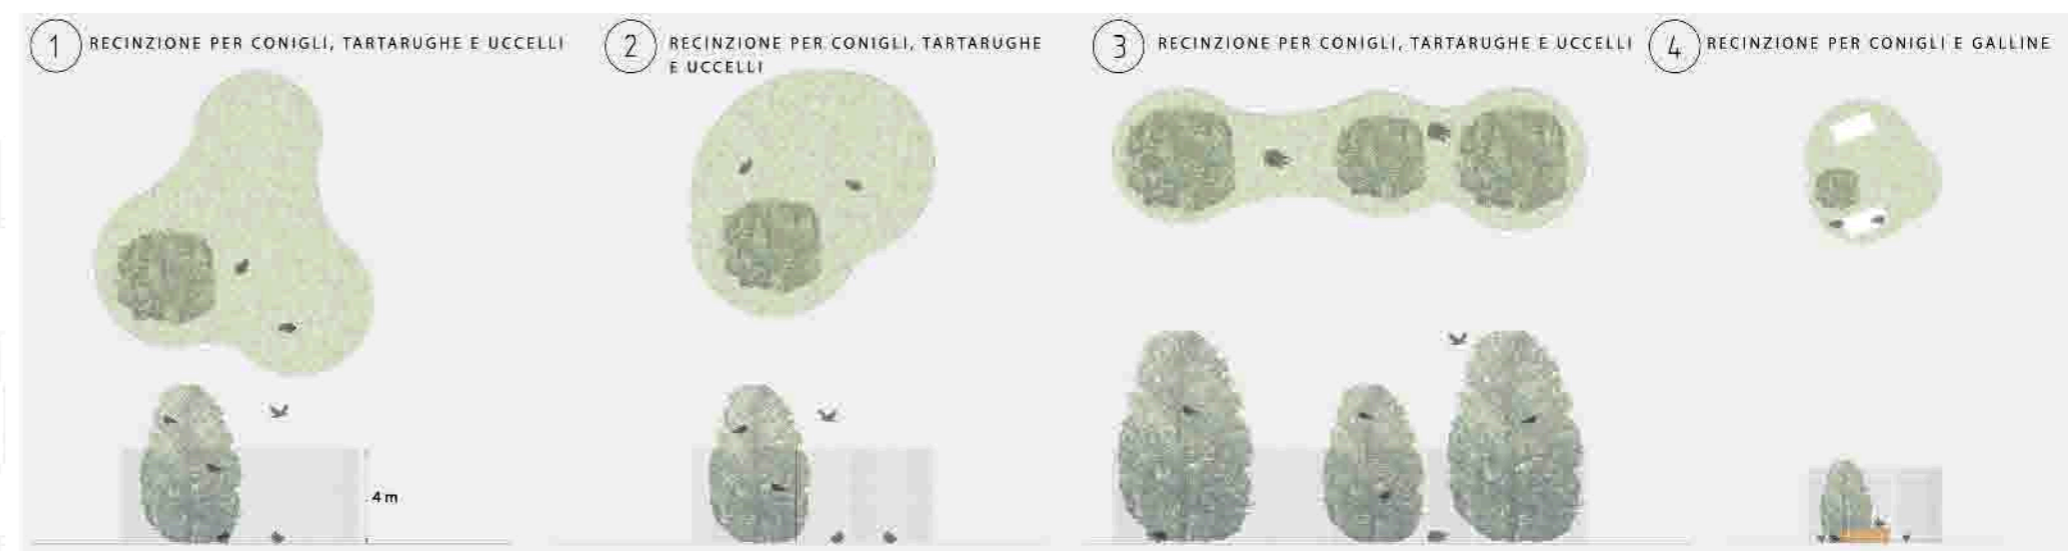 1 RECINZIONE PER CONIGLI, TARTARUGHE E UCCELLI
2 RECINZIONE PER CONIGLI, TARTARUGHE
E UCCELLI
3 RECINZIONE PER CONIGLI, TARTARUGHE E UCCELLI
4 RECINZIONE PER CONIGLI E GALLINE
4 m